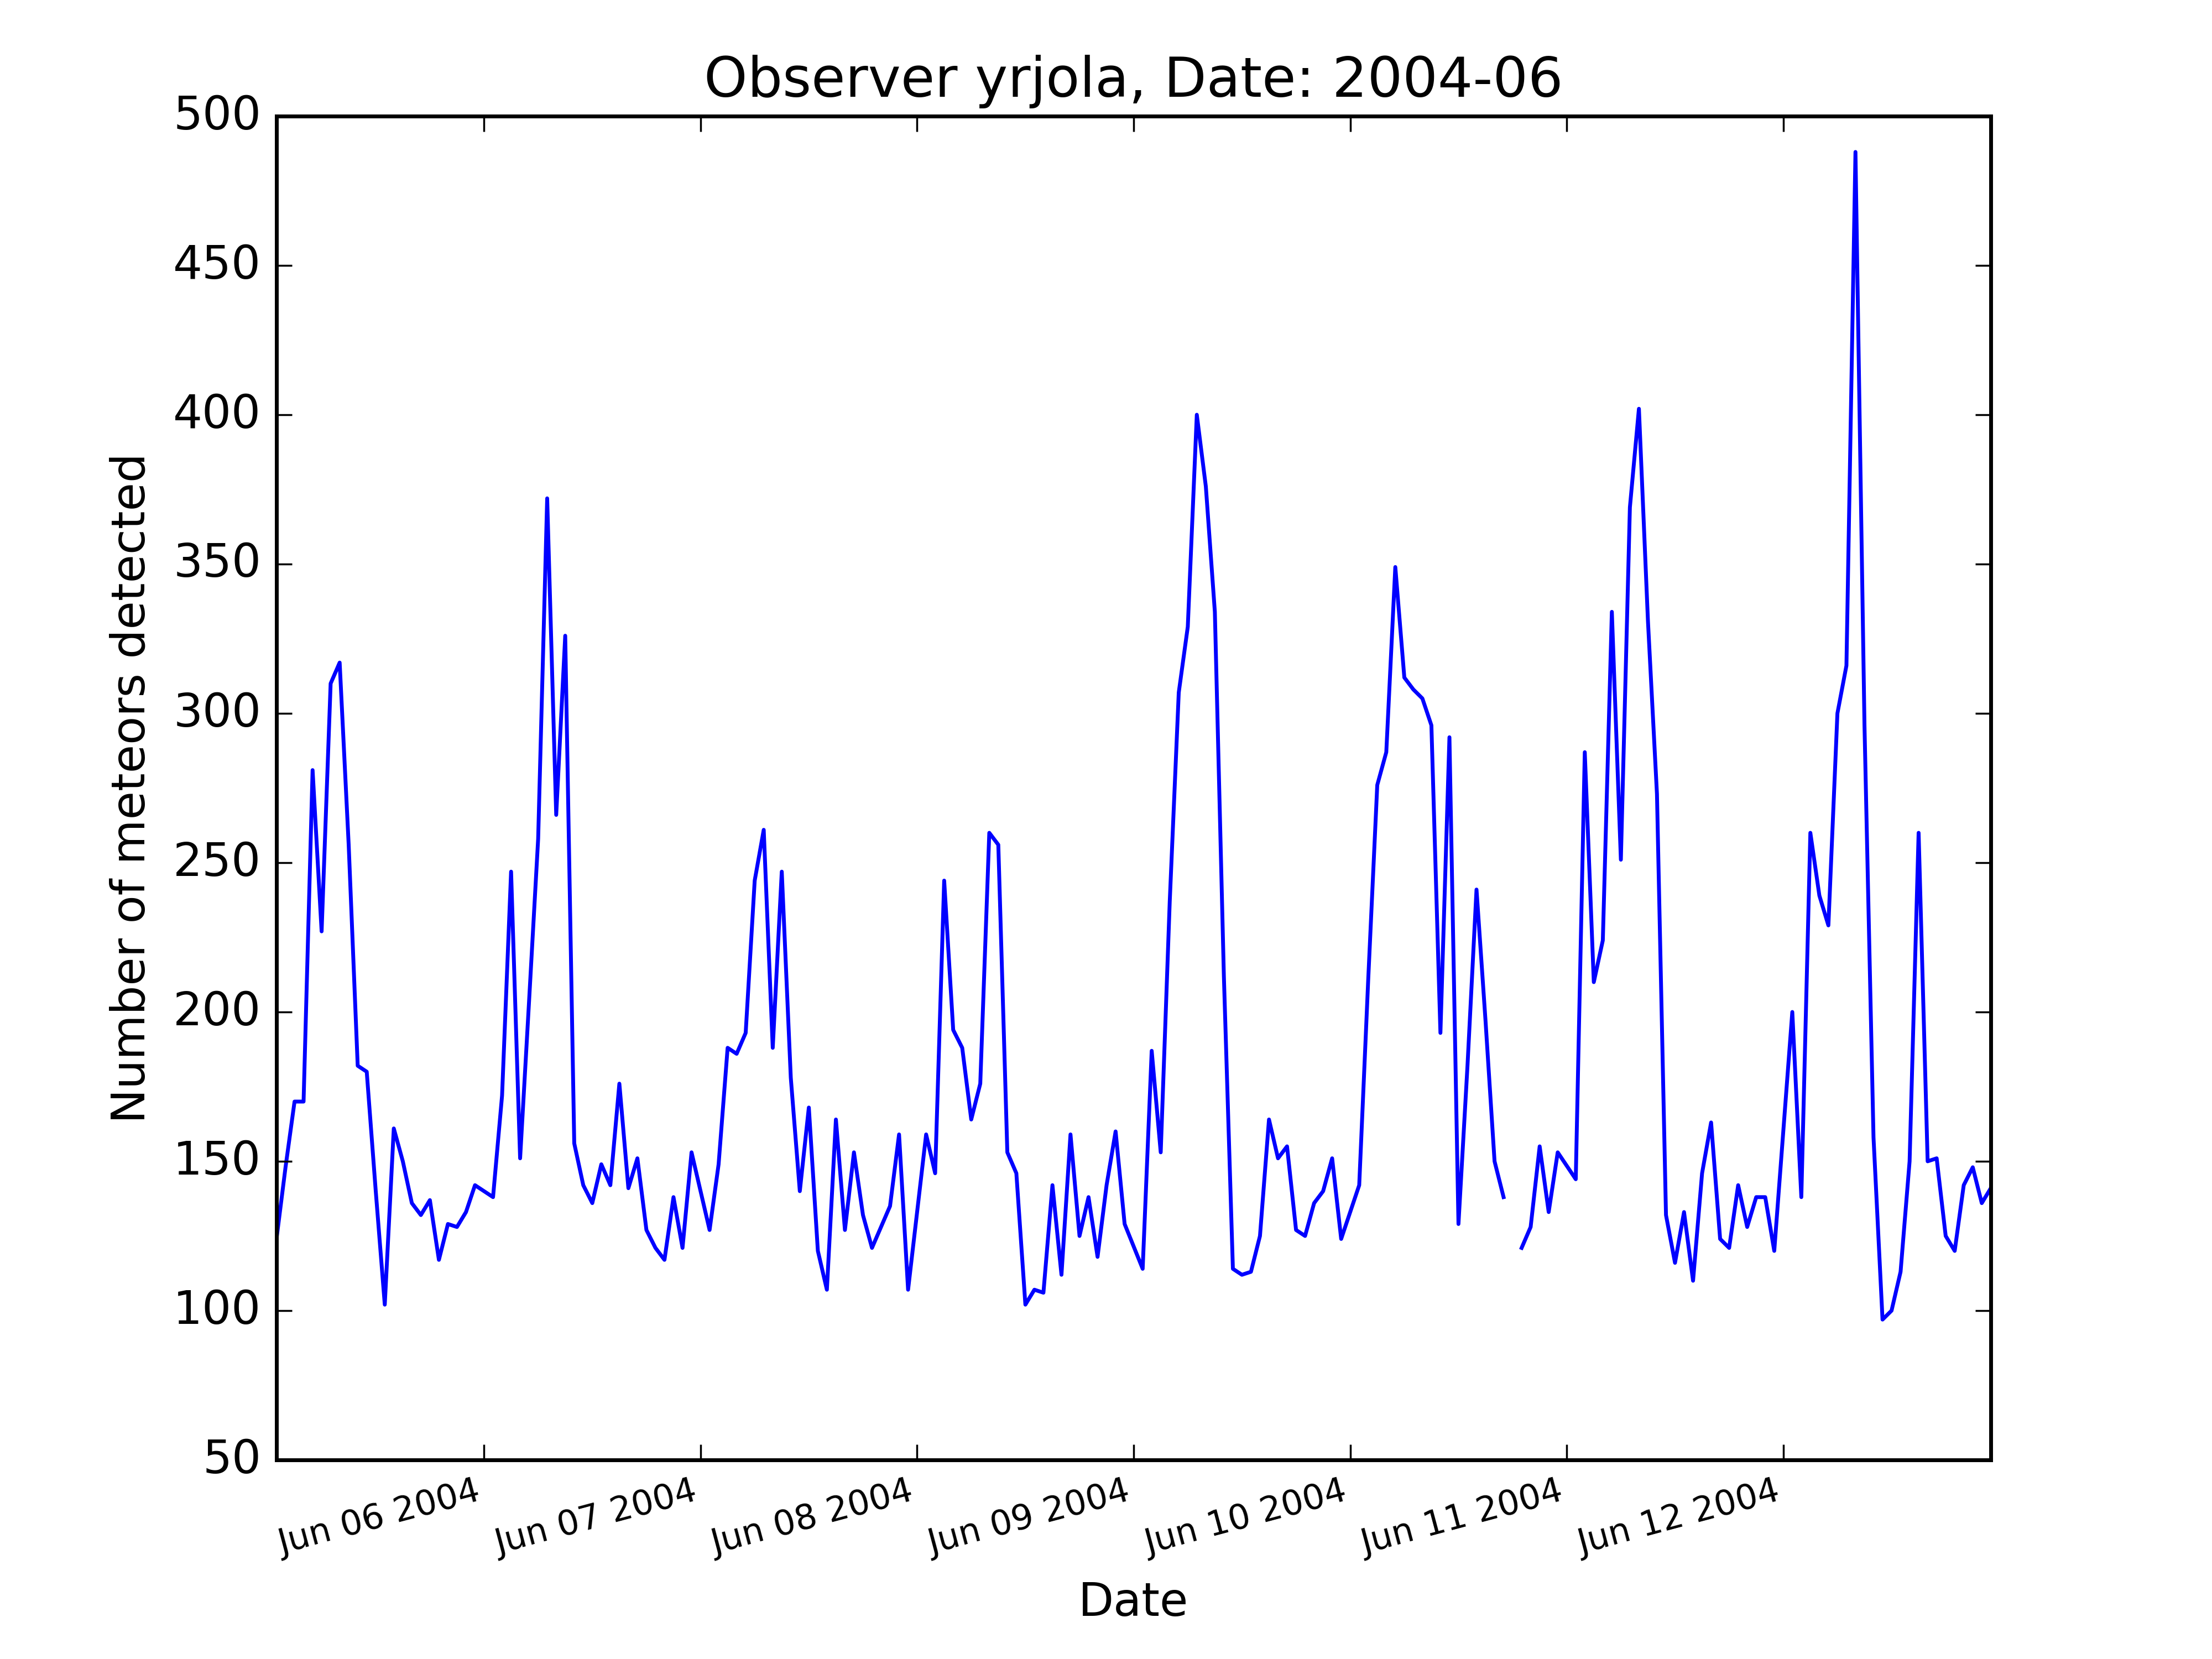 Observer yrjola, Date: 2004-06
Number of meteors detected
500
450
400
350
300
250
200
150
100
50
Jun 06 2004
Jun 07 2004
Jun 08 2004
Jun 09 2004
Jun 10 2004
Jun 11 2004
Jun 12 2004
Date